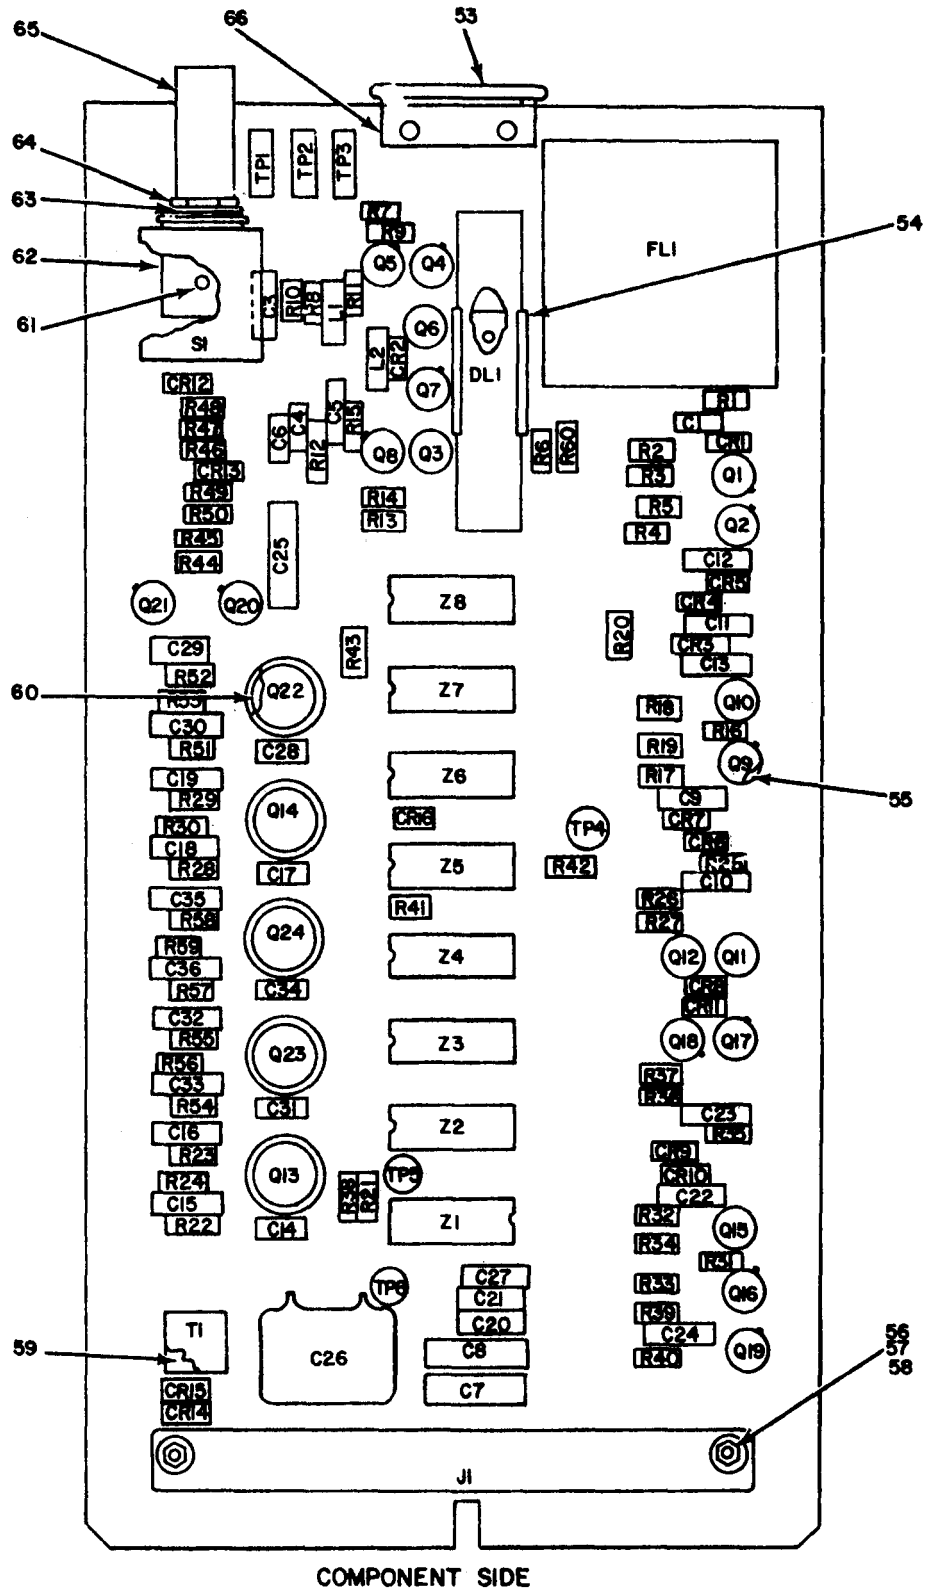 66 53
65
64
63
62
61
54
TP1 TP2 TP3
FL1
R7
R9
Q5 Q4
C3 R10 R8 L1 R11
S1
Q6
L2 CR2
DL1
Q7
CR12
R48
R47
R46
CR13
R49
R50
R45
R44
C6 C4 R12 C5 R15
Q8 Q3
R6 R60
R14
R13
C25
R1
C1
CR1
R2
R3
Q1
R5
R4
Q2
C12
CR5
CR4
C11
CR3
C13
Q21 Q20
Z8
R20
R43
C29
R52
60
R53
C30
R51
Q22
C28
Z7
Q10
R18
R16
R19
Q9
R17
55
C19
R29
Q14
Z6
C9
CR7
CR16
TP4
R30
C18
R28
C17
Z5
R42
CR6
R25
C10
C35
R58
R41
R26
R27
Q24
R59
C36
R57
C34
Z4
Q12 Q11
CR8
CR11
C32
R55
Q23
Z3
Q18 Q17
R56
C33
R54
C31
R37
R36
C16
R23
Z2
C23
R35
Q13
TP5
CR9
CR10
R24
C15
R22
C14
R38 R21
Z1
C22
R32
Q15
R34
R31
TP6
C27
C21
C20
R33
Q16
R39
T1
C26
C8
C24
Q19
R40
59
56
57
58
C7
CR15
CR14
J1
COMPONENT SIDE